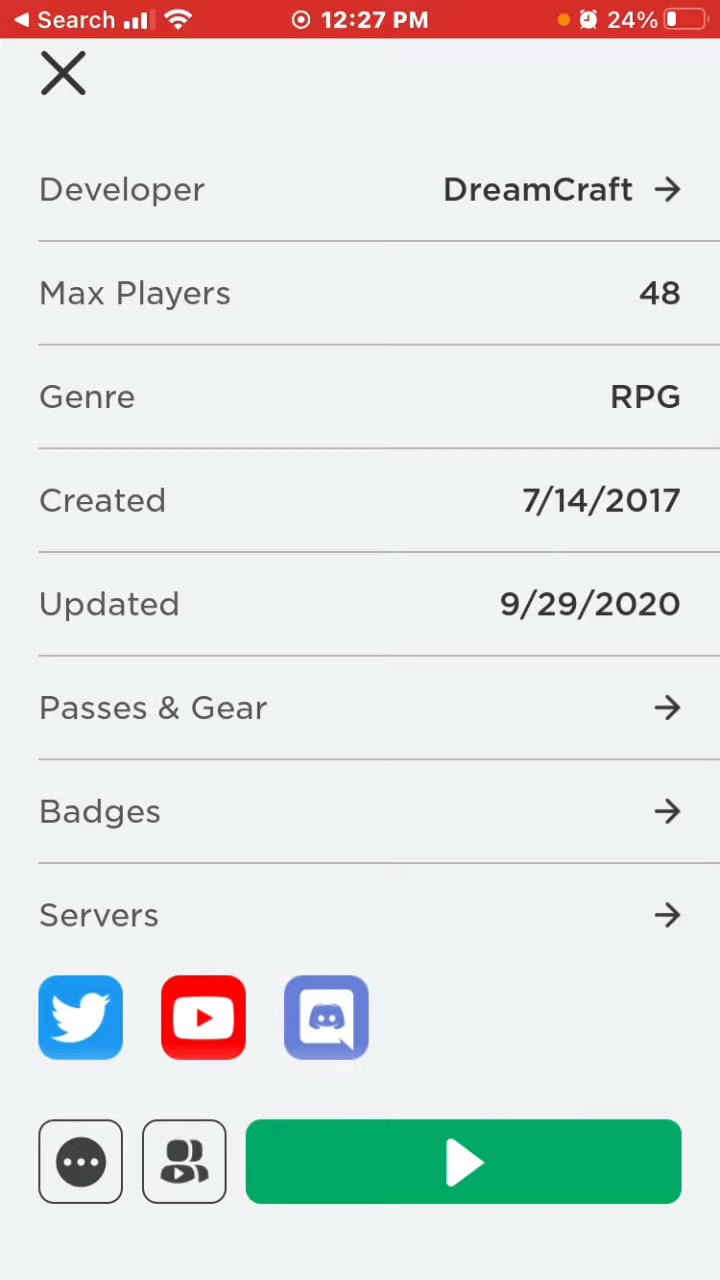 Search 12:27 PM 24%
Developer DreamCraft
Max Players 48
Genre RPG
Created 7/14/2017
Updated 9/29/2020
Passes & Gear
Badges
Servers